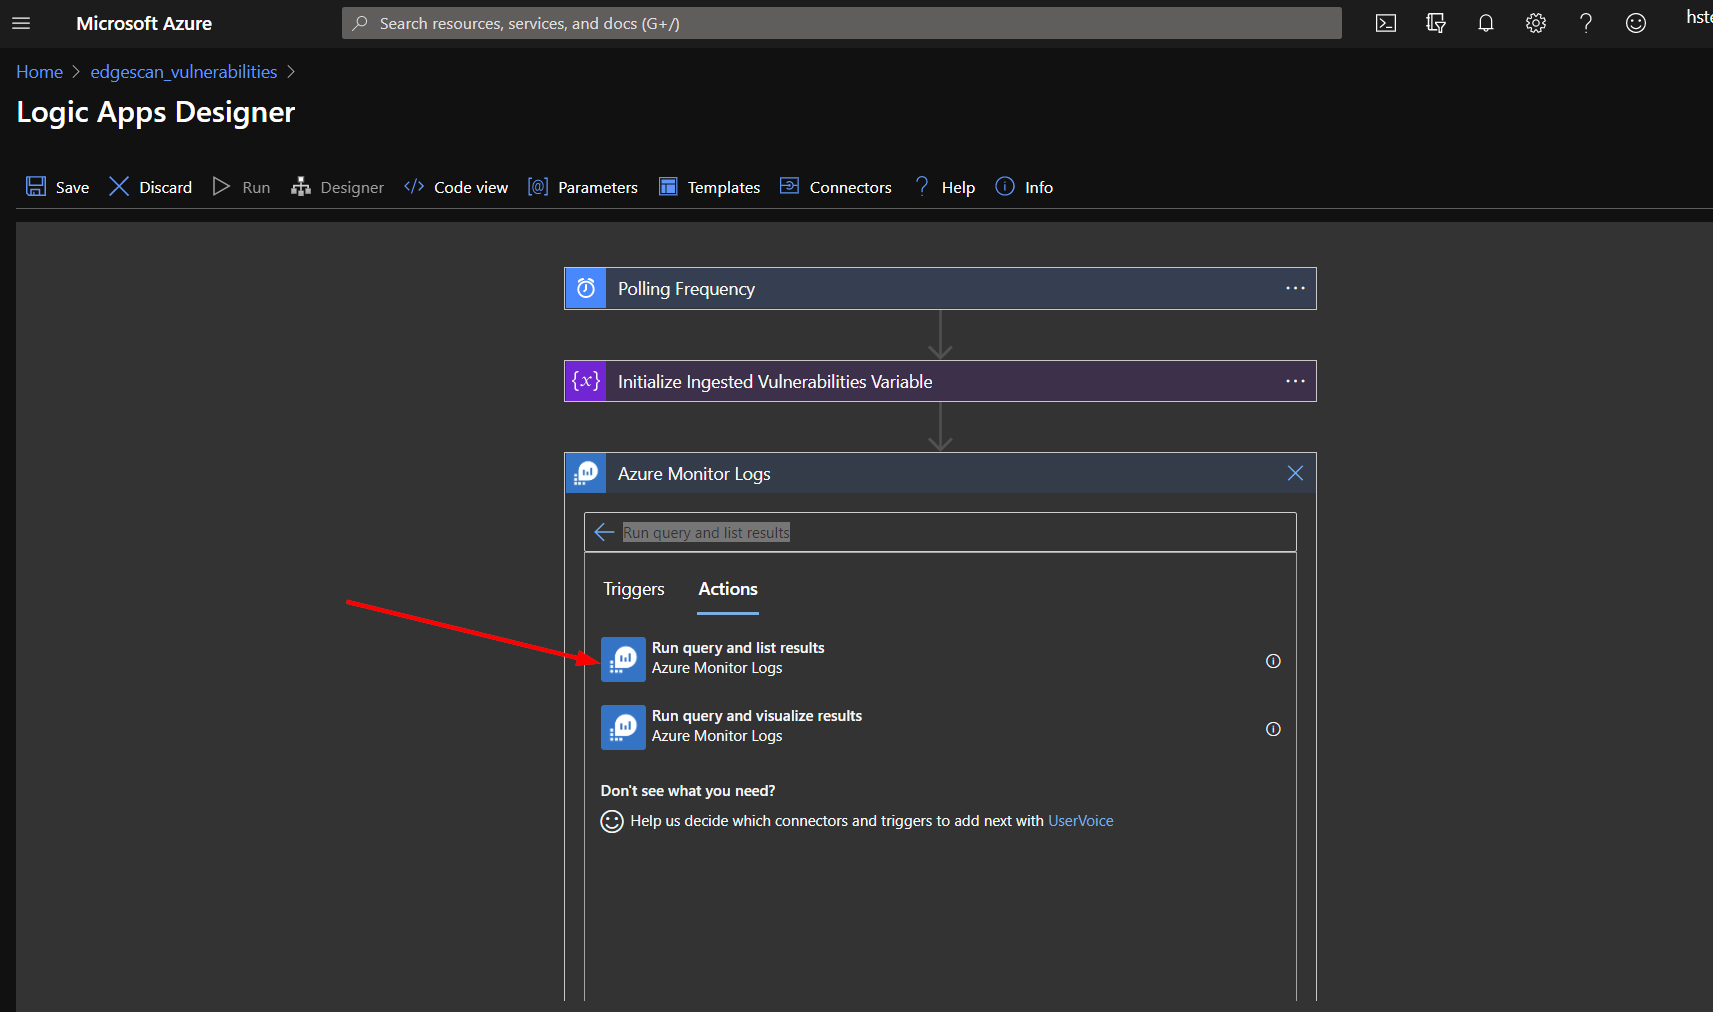 Microsoft Azure
Search resources, services, and docs (G+/)
Home
edgescan_vulnerabilities
Logic Apps Designer
Save
Discard
Run
Designer
Code view
Parameters
Templates
Connectors
Help
Info
Polling Frequency
{x} Initialize Ingested Vulnerabilities Variable
Azure Monitor Logs
Run query and list results
Triggers
Actions
Run query and list results
Azure Monitor Logs
Run query and visualize results
Azure Monitor Logs
Don't see what you need?
Help us decide which connectors and triggers to add next with UserVoice